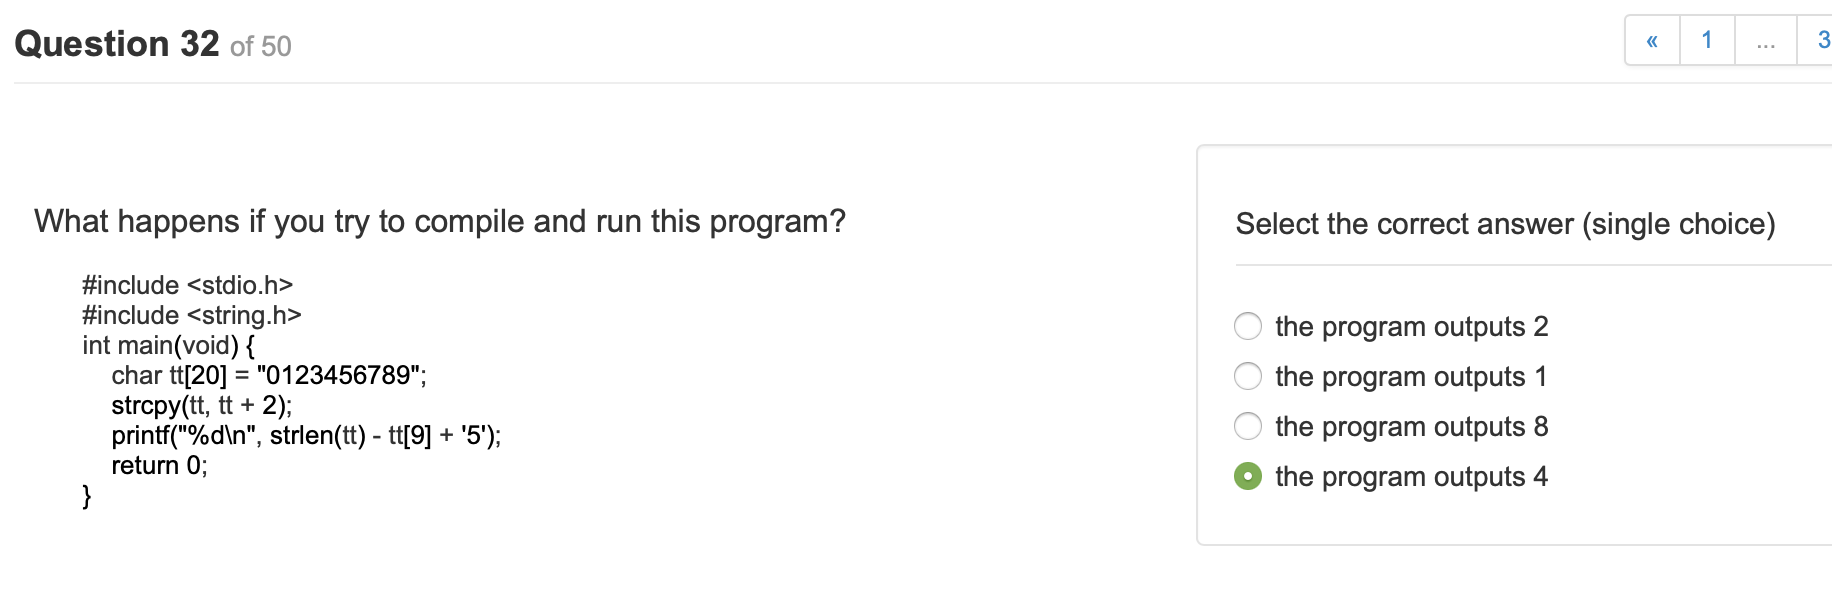 Question 32 of 50
« 1 ... 3
What happens if you try to compile and run this program?
#include <stdio.h>
#include <string.h>
int main(void) {
char tt[20] = "0123456789";
strcpy(tt, tt + 2);
printf("%d\n", strlen(tt) - tt[9] + '5');
return 0;
}
Select the correct answer (single choice)
the program outputs 2
the program outputs 1
the program outputs 8
the program outputs 4